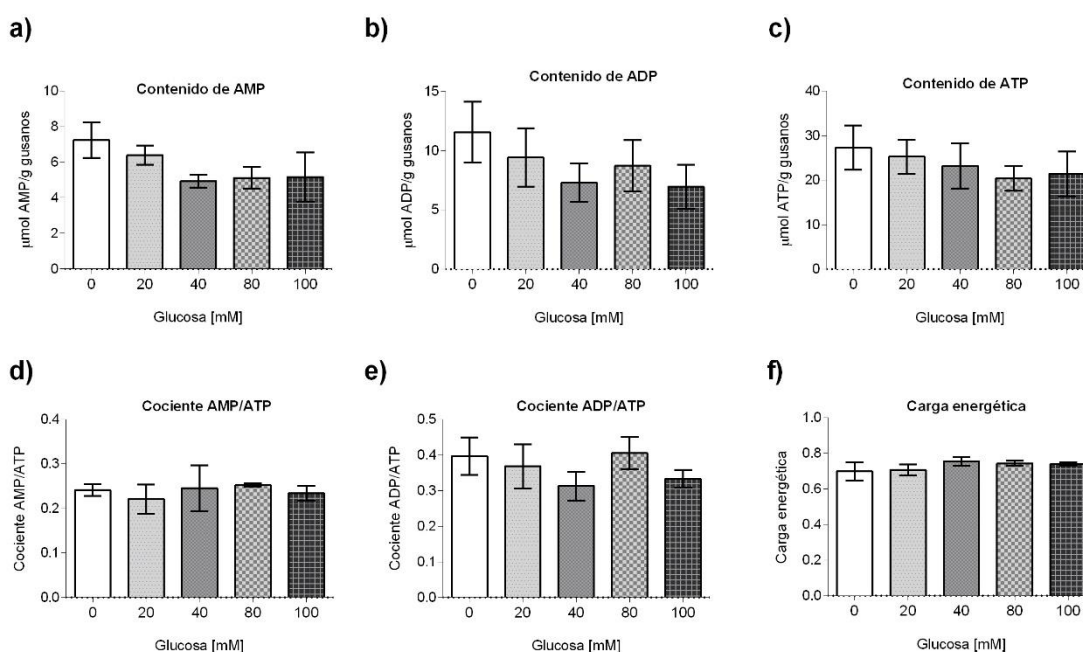 a)
Contenido de AMP
µmol AMP/g gusanos
10
8
6
4
2
0
0 20 40 80 100
Glucosa [mM]
b)
Contenido de ADP
µmol ADP/g gusanos
15
10
5
0
0 20 40 80 100
Glucosa [mM]
c)
Contenido de ATP
µmol ATP/g gusanos
40
30
20
10
0
0 20 40 80 100
Glucosa [mM]
d)
Cociente AMP/ATP
Cociente AMP/ATP
0.4
0.3
0.2
0.1
0.0
0 20 40 80 100
Glucosa [mM]
e)
Cociente ADP/ATP
Cociente ADP/ATP
0.5
0.4
0.3
0.2
0.1
0.0
0 20 40 80 100
Glucosa [mM]
f)
Carga energética
Carga energética
1.0
0.8
0.6
0.4
0.2
0.0
0 20 40 80 100
Glucosa [mM]